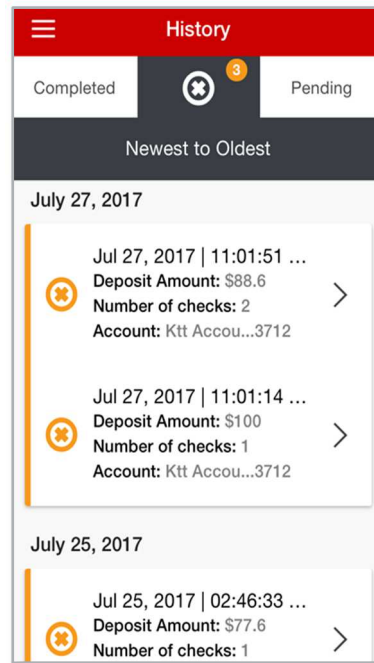 History
Completed
3
Pending
Newest to Oldest
July 27, 2017
Jul 27, 2017 | 11:01:51 ...
Deposit Amount: $88.6
Number of checks: 2
Account: Ktt Accou...3712
Jul 27, 2017 | 11:01:14 ...
Deposit Amount: $100
Number of checks: 1
Account: Ktt Accou...3712
July 25, 2017
Jul 25, 2017 | 02:46:33 ...
Deposit Amount: $77.6
Number of checks: 1